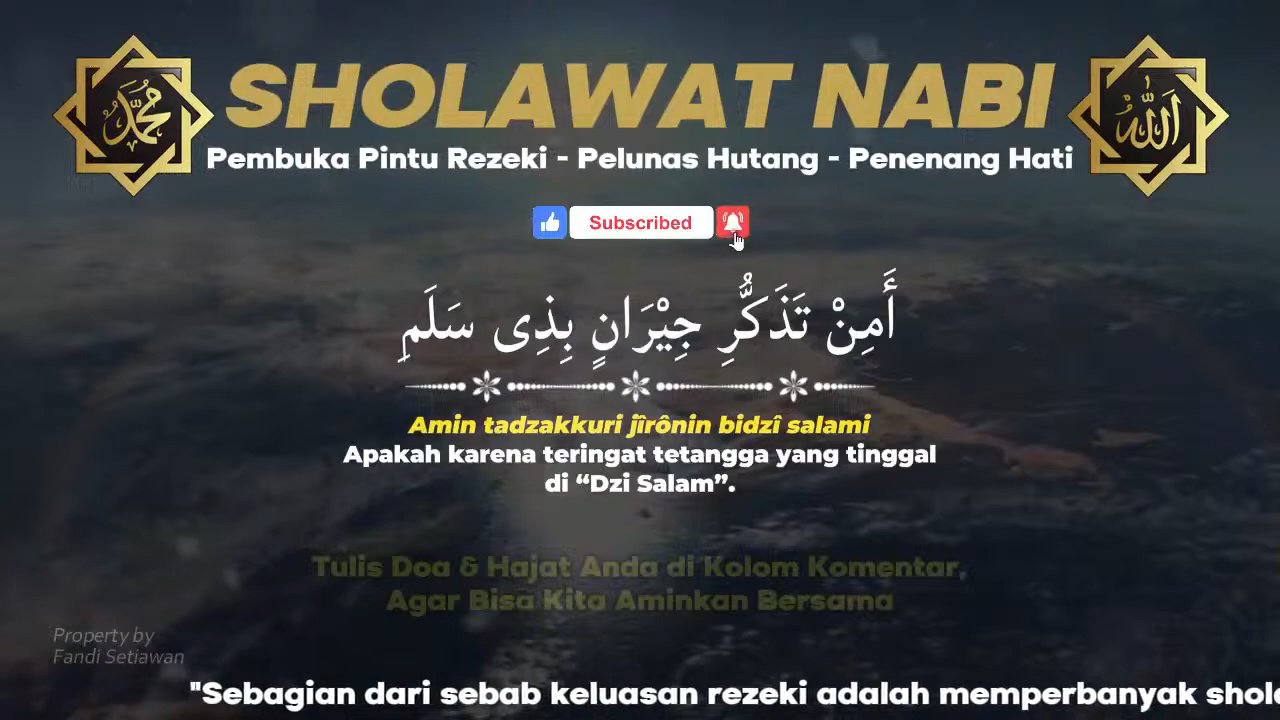 محمد
SHOLAWAT NABI
الله
Pembuka Pintu Rezeki - Pelunas Hutang - Penenang Hati
Subscribed
أَمِنْ تَذَكُّرِ جِيْرَانٍ بِذِى سَلَمِ
Amin tadzakkuri jîrônin bidzî salami
Apakah karena teringat tetangga yang tinggal
di “Dzi Salam”.
Tulis Doa & Hajat Anda di Kolom Komentar,
Agar Bisa Kita Aminkan Bersama
Property by
Fandi Setiawan
"Sebagian dari sebab keluasan rezeki adalah memperbanyak